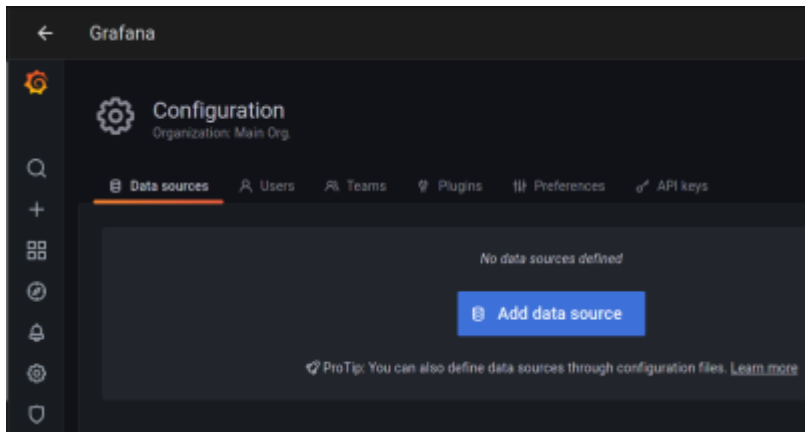 Grafana
Configuration
Organization: Main Org.
Data sources Users Teams Plugins Preferences API keys
No data sources defined
Add data source
ProTip: You can also define data sources through configuration files. Learn more